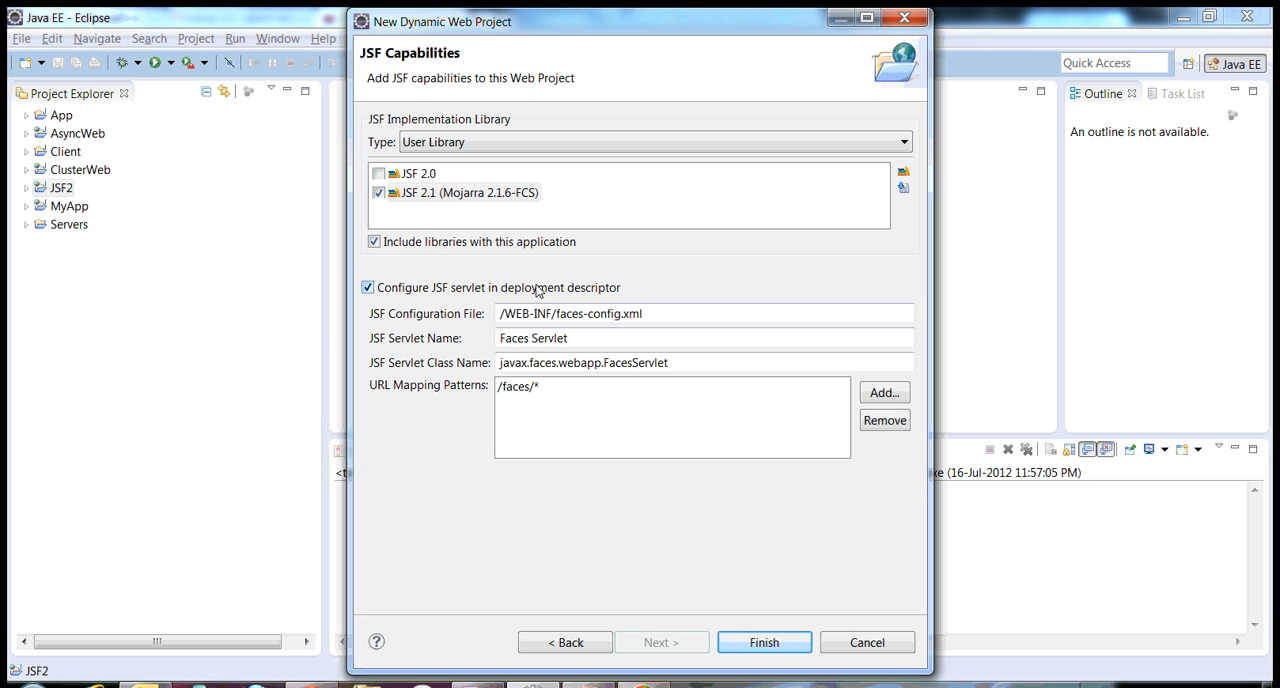 Java EE - Eclipse
File Edit Navigate Search Project Run Window Help
Quick Access
Java EE
Project Explorer
App
AsyncWeb
Client
ClusterWeb
JSF2
MyApp
Servers
New Dynamic Web Project
JSF Capabilities
Add JSF capabilities to this Web Project
JSF Implementation Library
Type: User Library
JSF 2.0
JSF 2.1 (Mojarra 2.1.6-FCS)
Include libraries with this application
Configure JSF servlet in deployment descriptor
JSF Configuration File: /WEB-INF/faces-config.xml
JSF Servlet Name: Faces Servlet
JSF Servlet Class Name: javax.faces.webapp.FacesServlet
URL Mapping Patterns: /faces/*
Add...
Remove
< Back Next > Finish Cancel
Outline Task List
An outline is not available.
(16-Jul-2012 11:57:05 PM)
JSF2